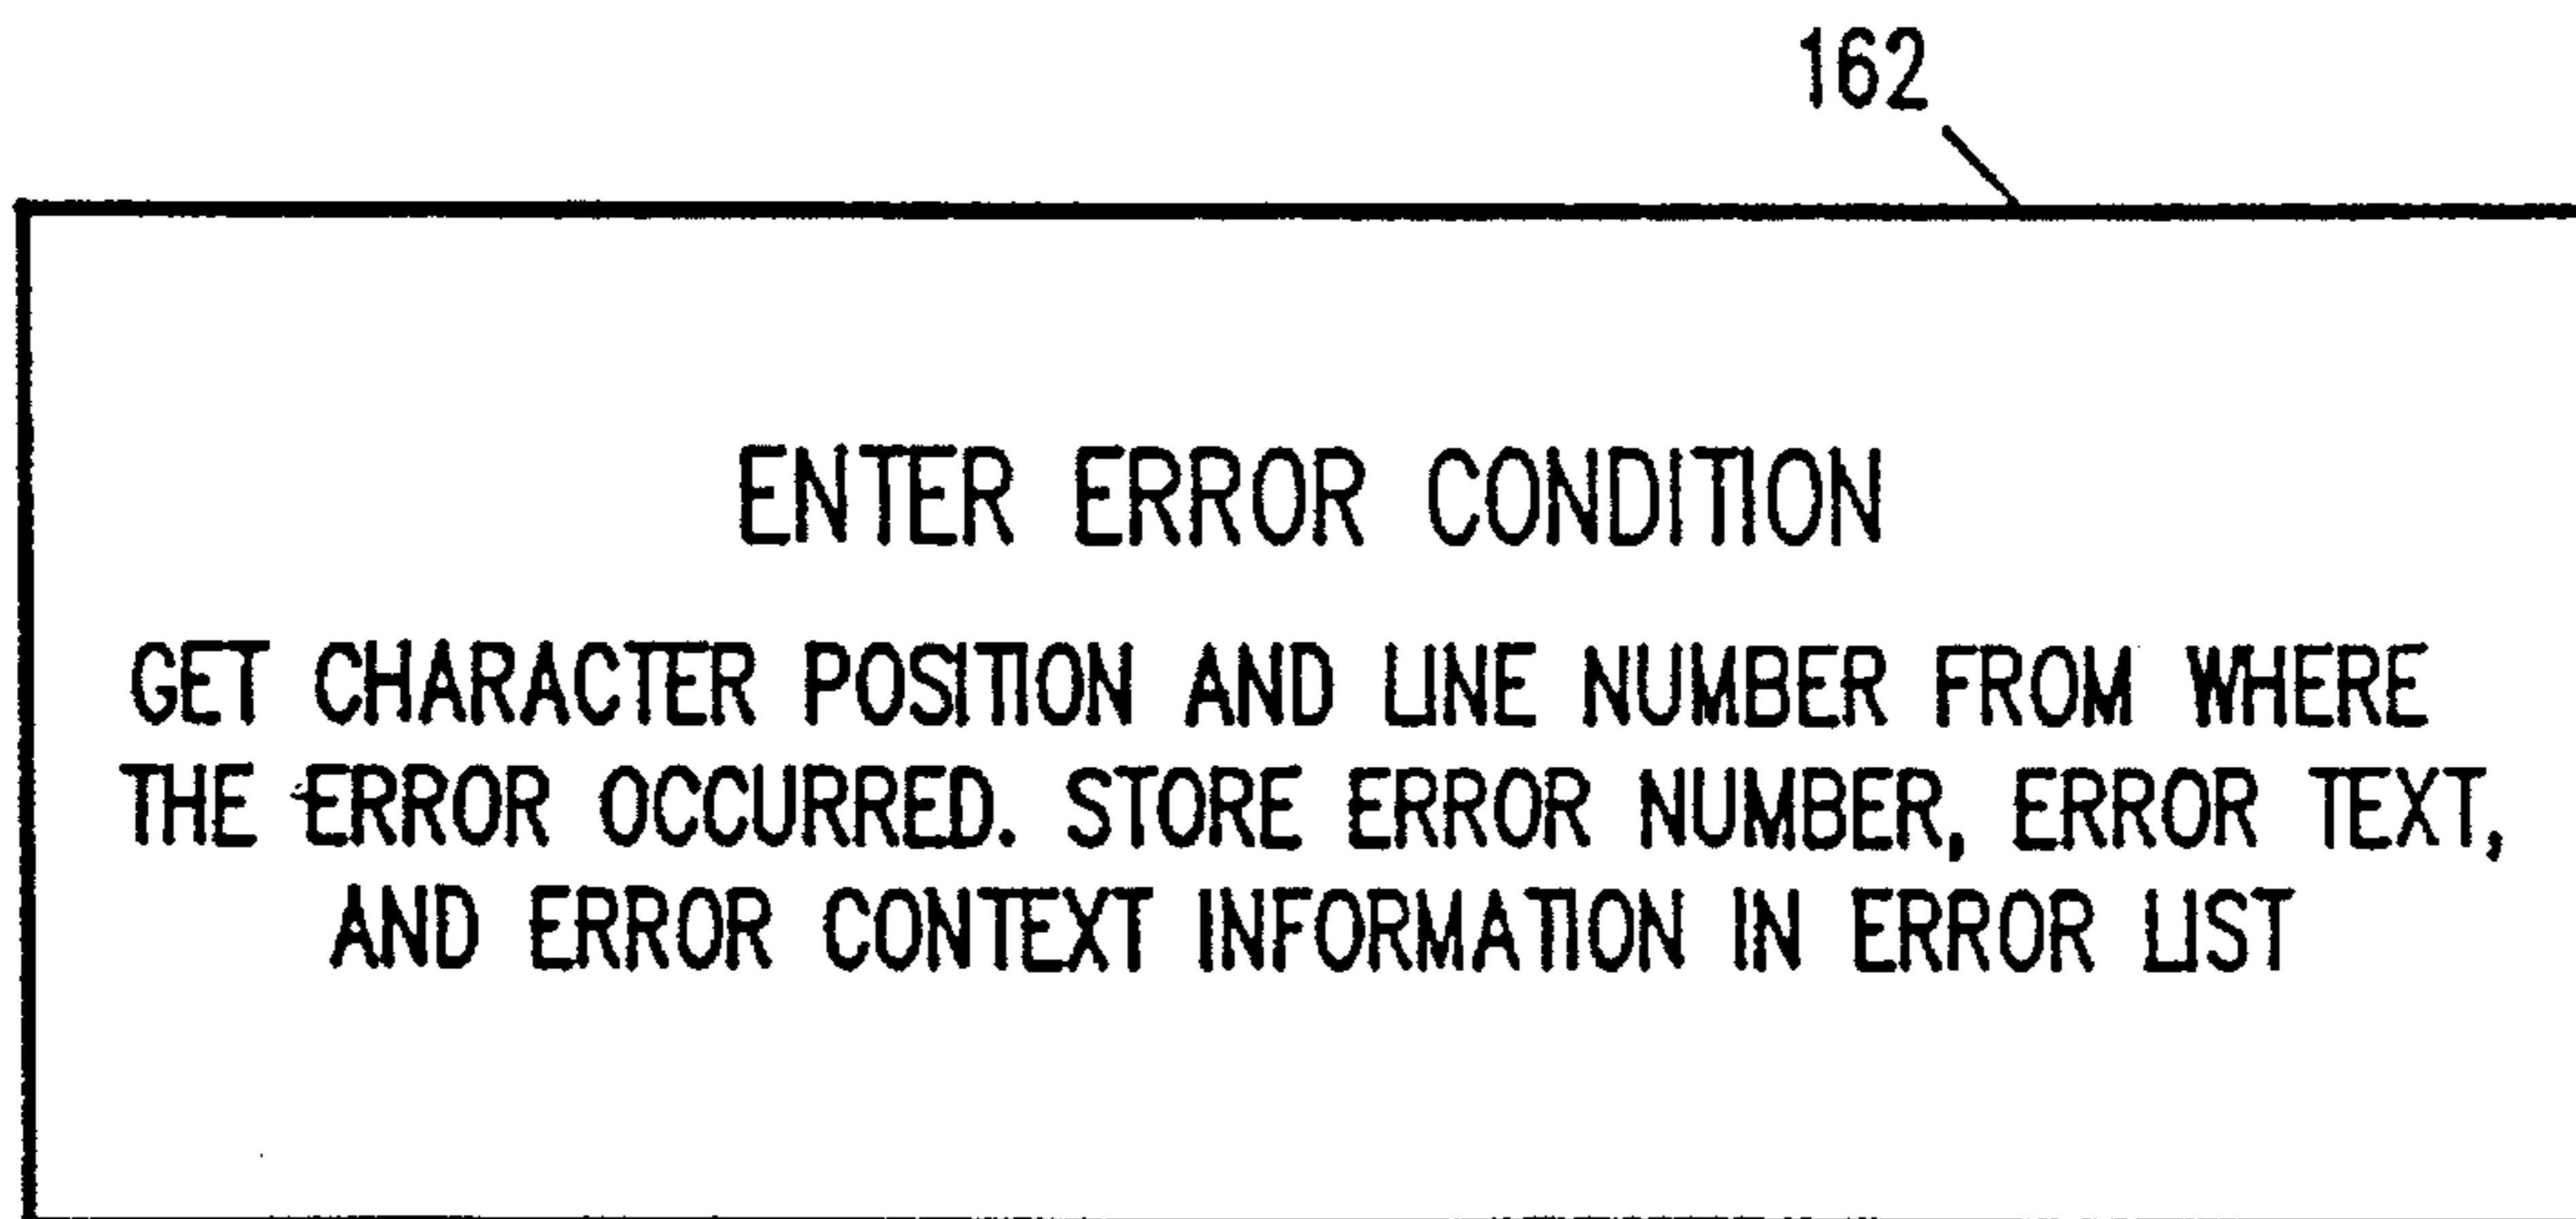 162
ENTER ERROR CONDITION
GET CHARACTER POSITION AND LINE NUMBER FROM WHERE
THE ERROR OCCURRED. STORE ERROR NUMBER, ERROR TEXT,
AND ERROR CONTEXT INFORMATION IN ERROR LIST